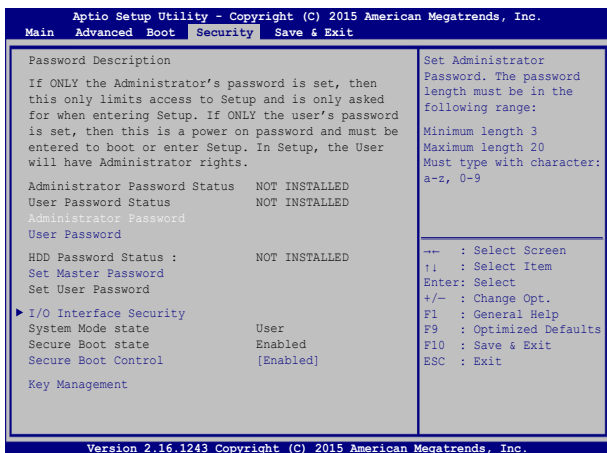 Aptio Setup Utility - Copyright (C) 2015 American Megatrends, Inc.
Main Advanced Boot Security Save & Exit
Password Description
If ONLY the Administrator's password is set, then
this only limits access to Setup and is only asked
for when entering Setup. If ONLY the user's password
is set, then this is a power on password and must be
entered to boot or enter Setup. In Setup, the User
will have Administrator rights.
Administrator Password Status NOT INSTALLED
User Password Status NOT INSTALLED
Administrator Password
User Password
HDD Password Status : NOT INSTALLED
Set Master Password
Set User Password
I/O Interface Security
System Mode state User
Secure Boot state Enabled
Secure Boot Control [Enabled]
Key Management
Set Administrator
Password. The password
length must be in the
following range:
Minimum length 3
Maximum length 20
Must type with character:
a-z, 0-9
→← : Select Screen
↑↓ : Select Item
Enter: Select
+/— : Change Opt.
F1 : General Help
F9 : Optimized Defaults
F10 : Save & Exit
ESC : Exit
Version 2.16.1243 Copyright (C) 2015 American Megatrends, Inc.